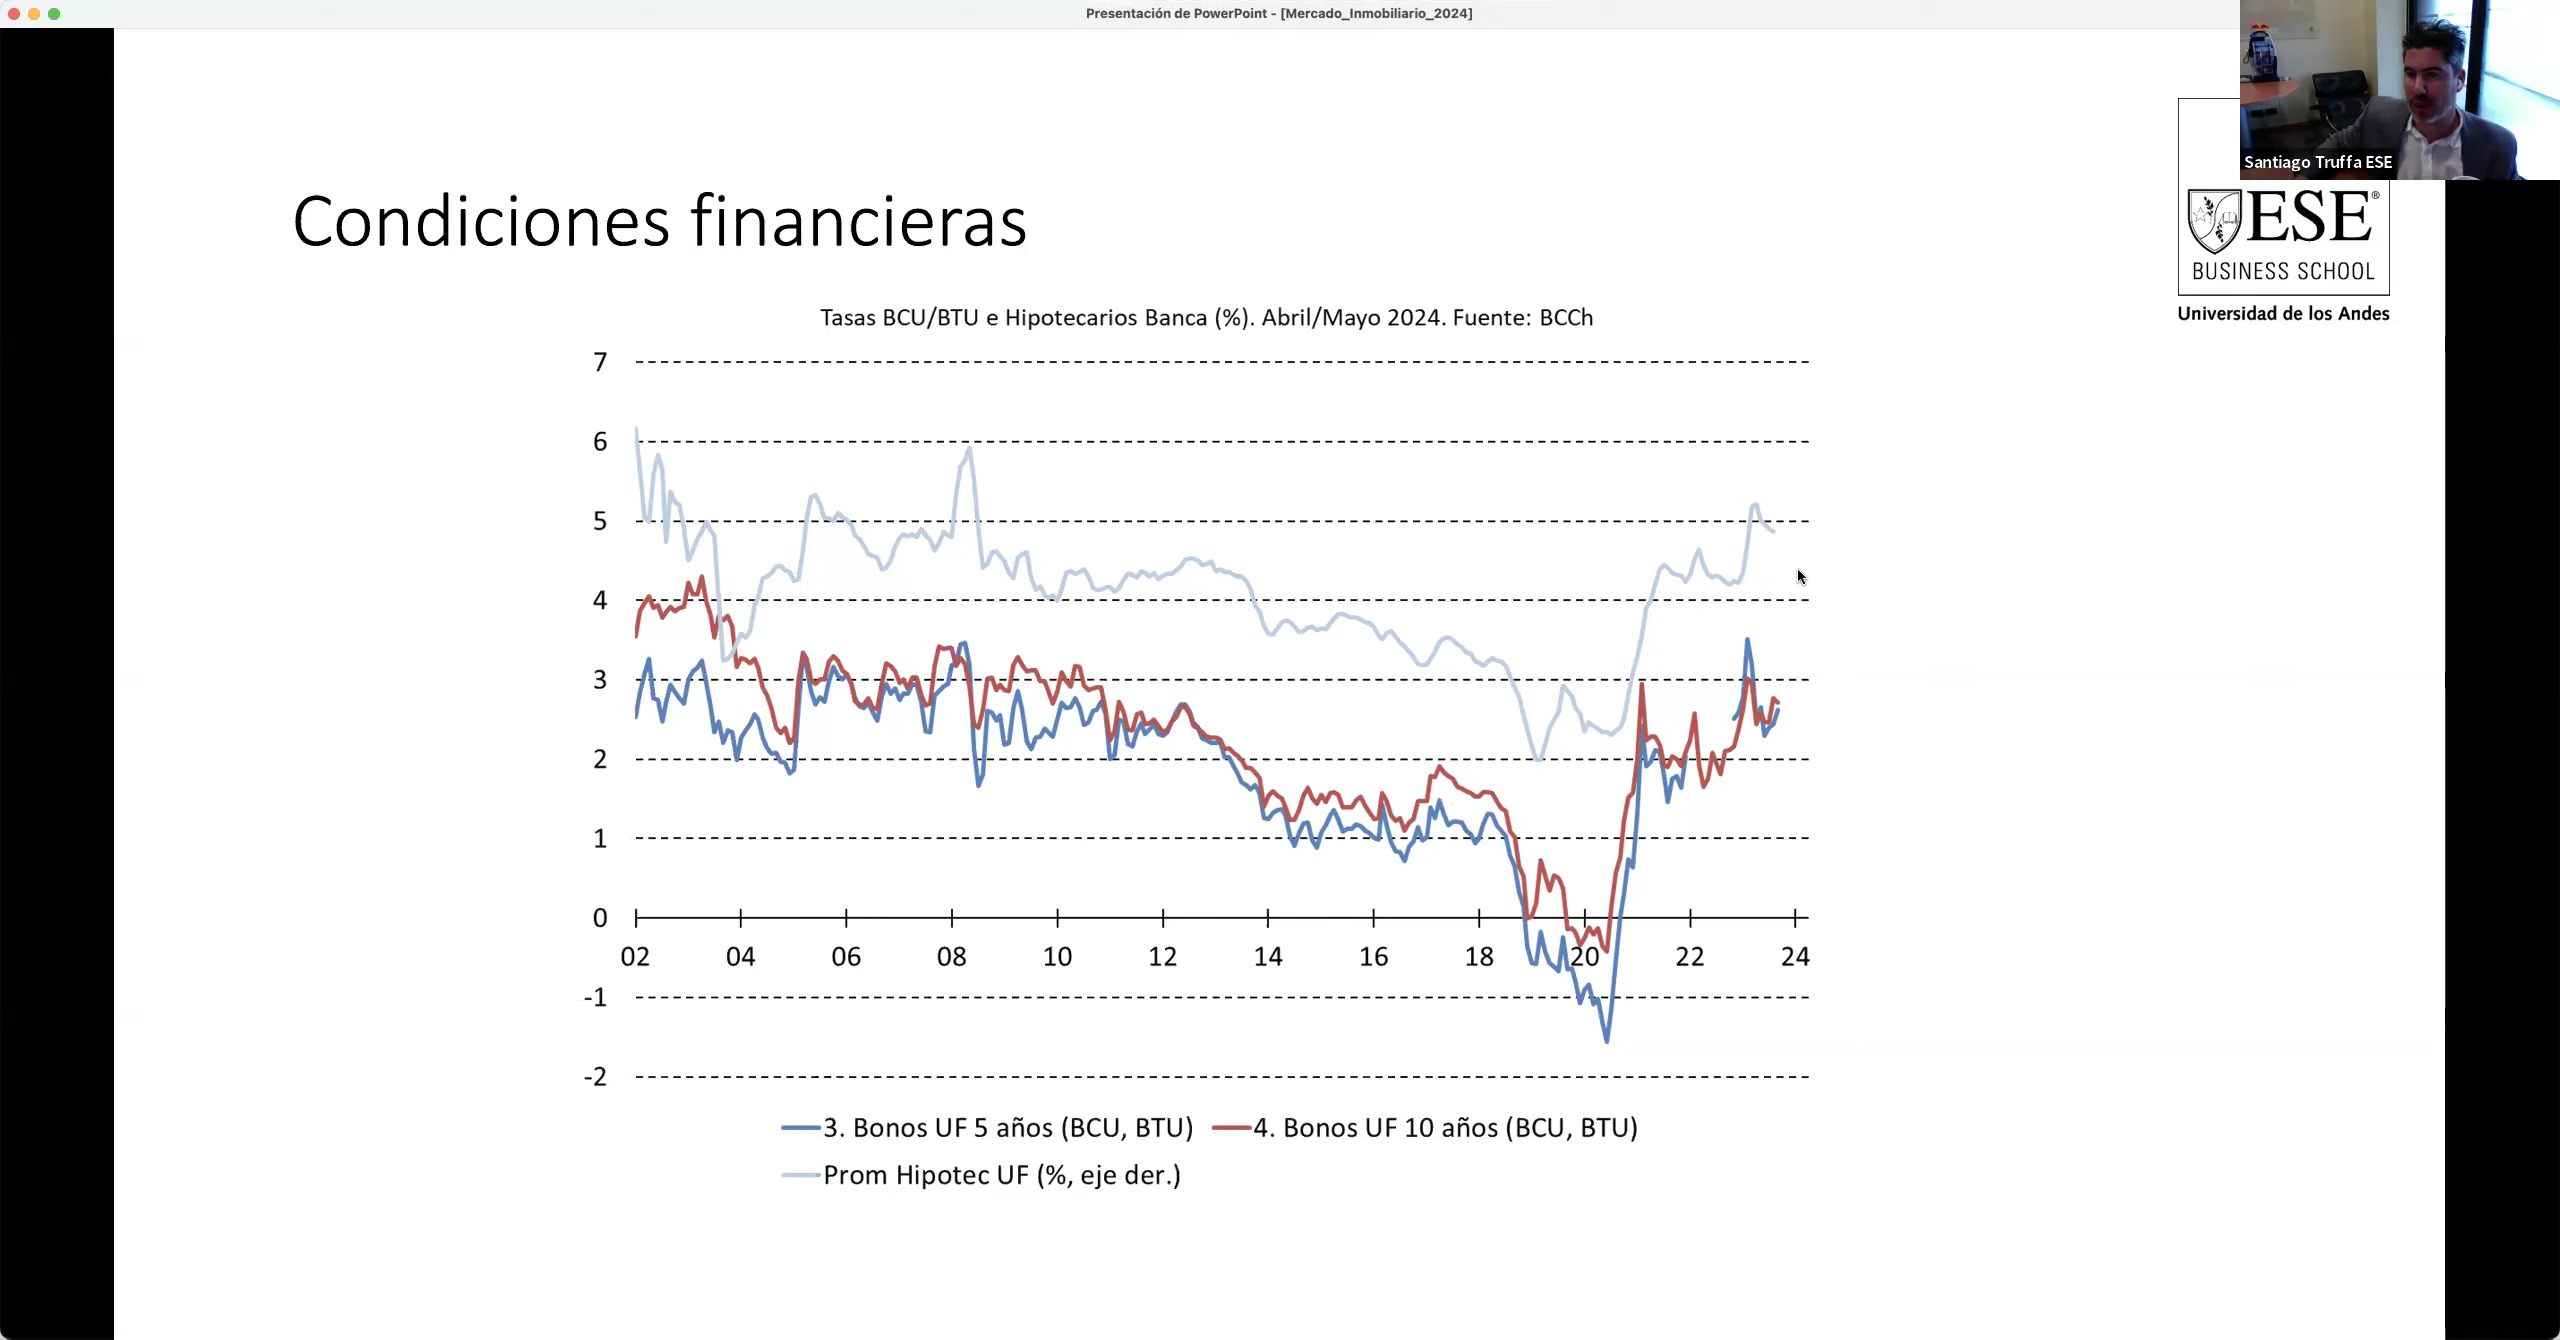 Presentación de PowerPoint - [Mercado_Inmobiliario_2024]
Santiago Truffa ESE
ESE®
BUSINESS SCHOOL
Universidad de los Andes
Condiciones financieras
Tasas BCU/BTU e Hipotecarios Banca (%). Abril/Mayo 2024. Fuente: BCCh
7
6
5
4
3
2
1
0
02 04 06 08 10 12 14 16 18 20 22 24
-1
-2
3. Bonos UF 5 años (BCU, BTU) 4. Bonos UF 10 años (BCU, BTU)
Prom Hipotec UF (%, eje der.)